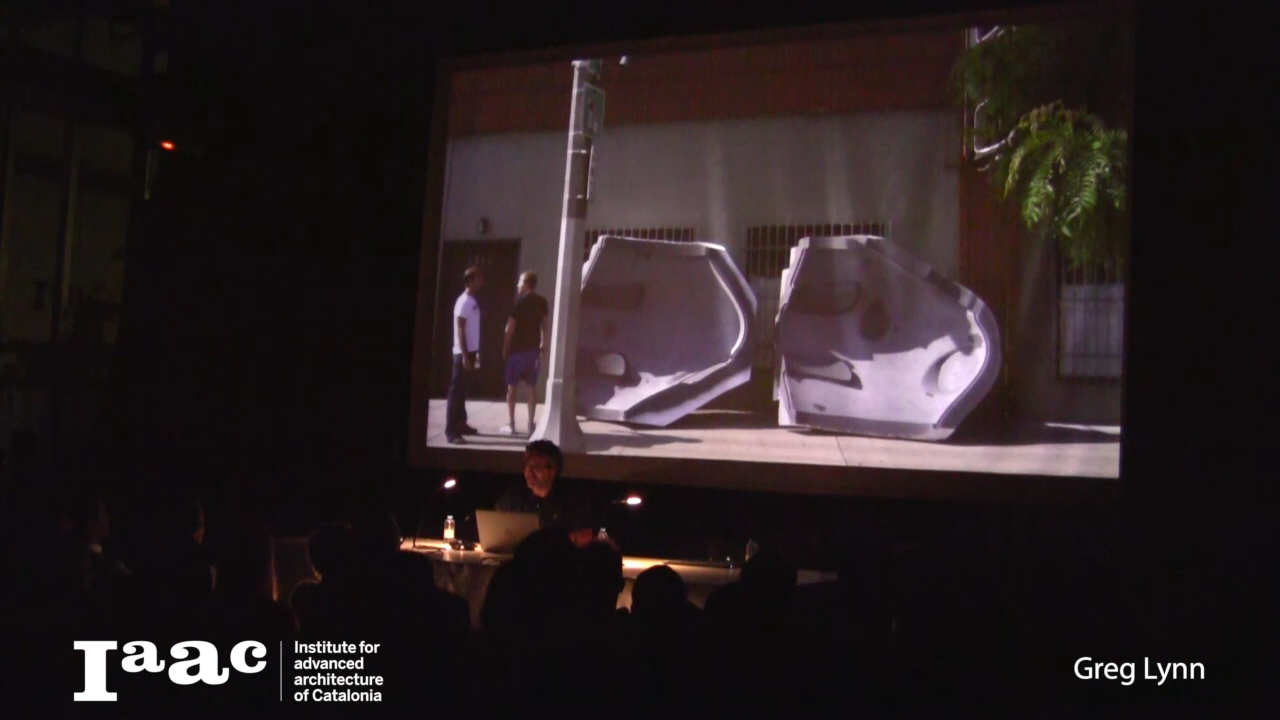 Iaac
Institute for
advanced
architecture
of Catalonia
Greg Lynn